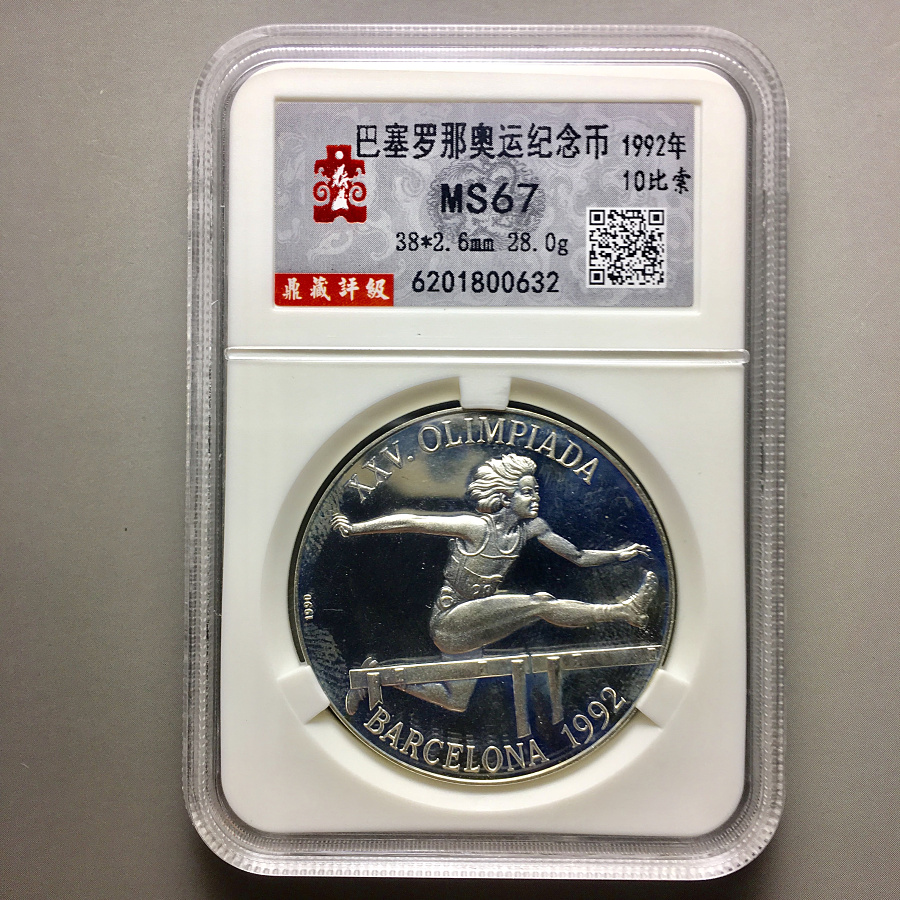 巴塞罗那奥运纪念币 1992年
10比索
MS67
38*2.6mm 28.0g
鼎藏評級 6201800632
XXV. OLIMPIADA
1990
BARCELONA 1992